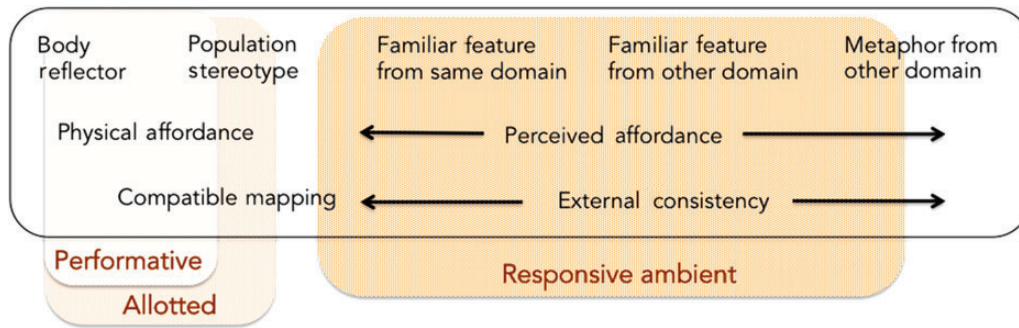 Body reflector
Population stereotype
Familiar feature from same domain
Familiar feature from other domain
Metaphor from other domain
Physical affordance
Perceived affordance
Compatible mapping
External consistency
Performative
Responsive ambient
Allotted